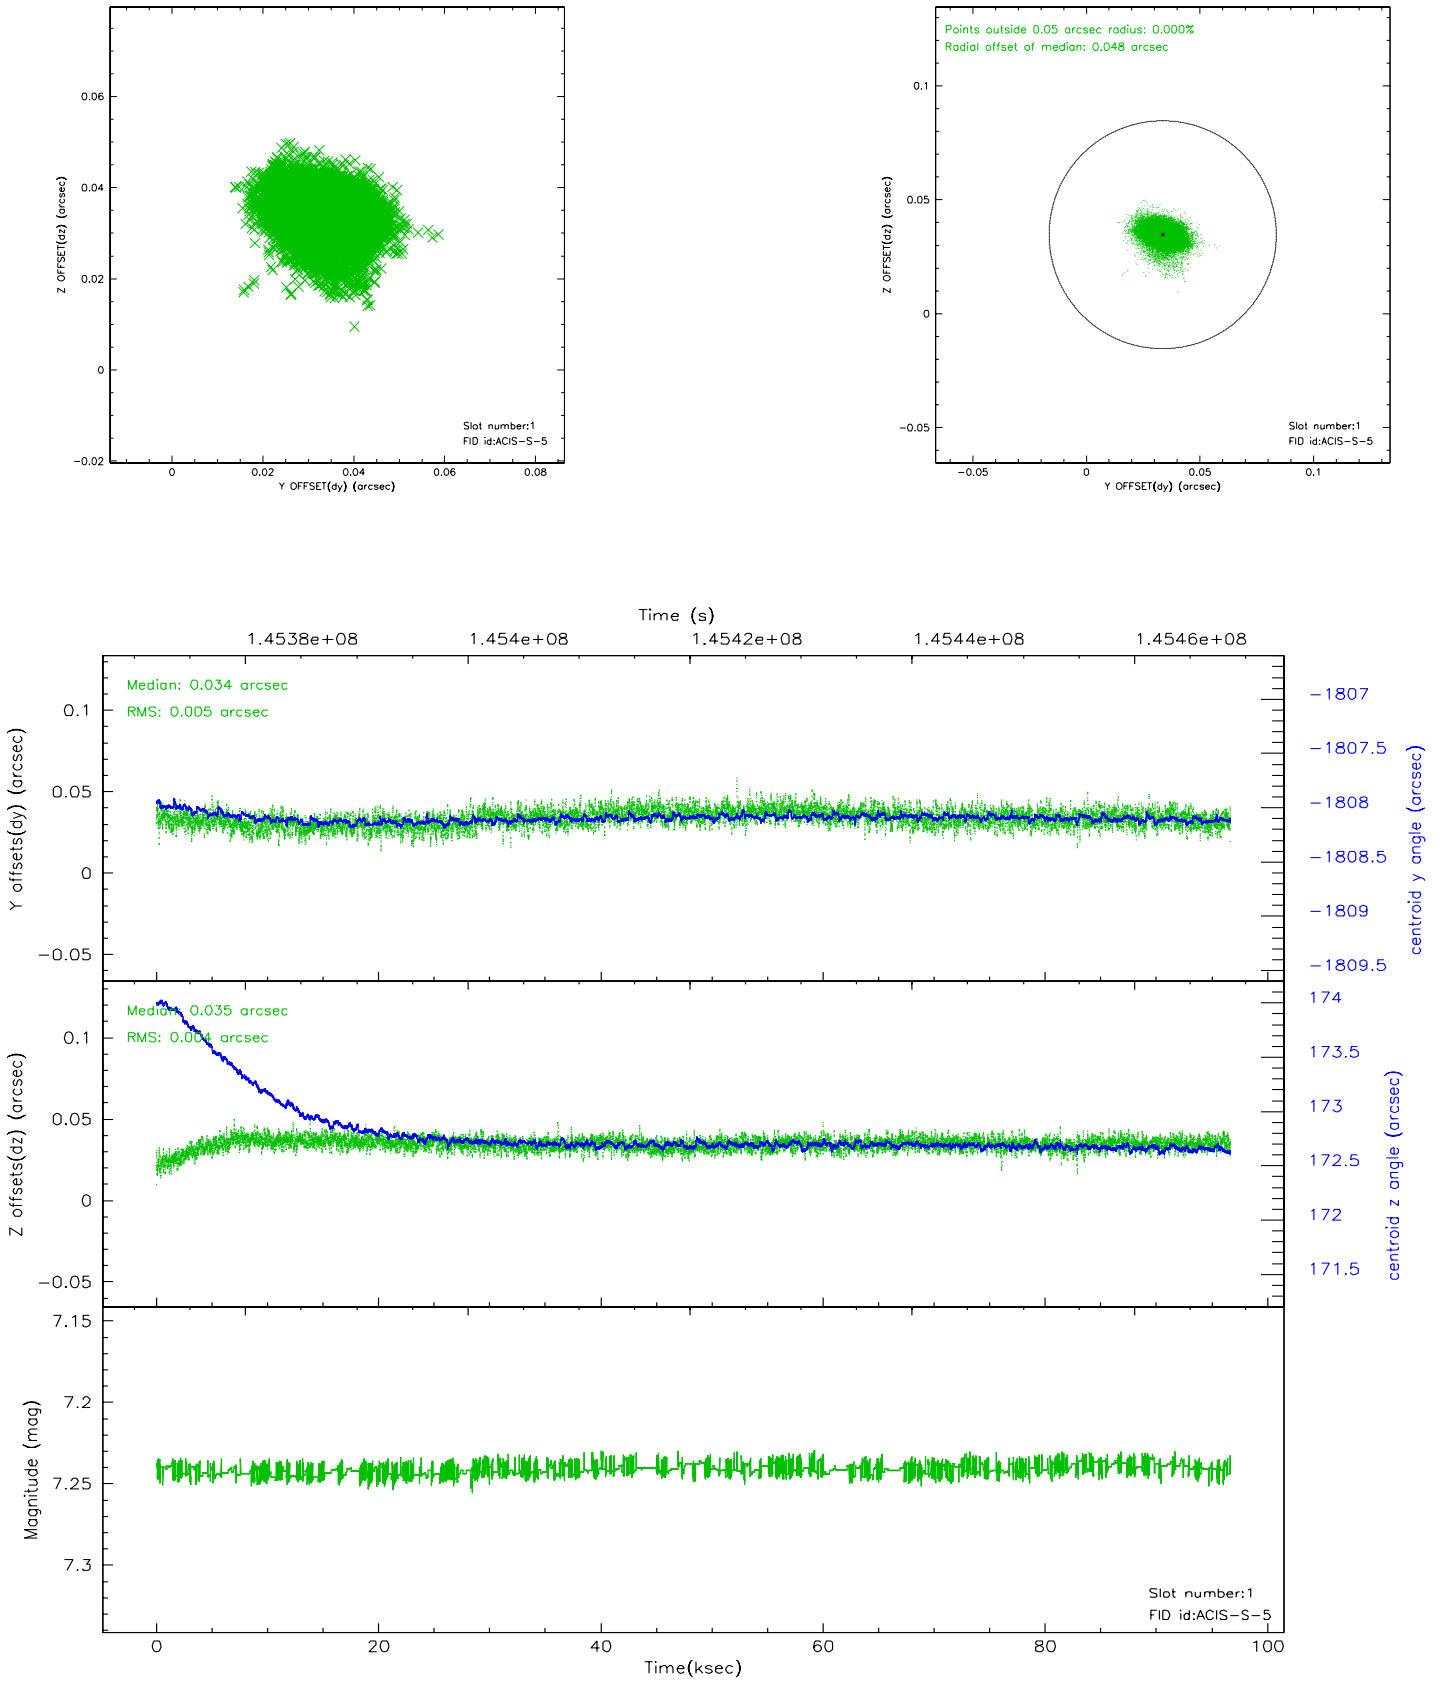 0.06
0.04
0.02
0
-0.02
Z OFFSET(dz) (arcsec)
0
0.02
0.04
0.06
0.08
Y OFFSET(dy) (arcsec)
Slot number:1
FID id:ACIS-S-5
Points outside 0.05 arcsec radius: 0.000%
Radial offset of median: 0.048 arcsec
0.1
0.05
0
-0.05
Z OFFSET(dz) (arcsec)
-0.05
0
0.05
0.1
Y OFFSET(dy) (arcsec)
Slot number:1
FID id:ACIS-S-5
Time (s)
1.4538e+08
1.454e+08
1.4542e+08
1.4544e+08
1.4546e+08
Median: 0.034 arcsec
RMS: 0.005 arcsec
0.1
0.05
0
-0.05
Y offsets(dy) (arcsec)
-1807
-1807.5
-1808
-1808.5
-1809
-1809.5
centroid y angle (arcsec)
Median: 0.035 arcsec
RMS: 0.004 arcsec
0.1
0.05
0
-0.05
Z offsets(dz) (arcsec)
174
173.5
173
172.5
172
171.5
centroid z angle (arcsec)
7.15
7.2
7.25
7.3
Magnitude (mag)
Slot number:1
FID id:ACIS-S-5
0
20
40
60
80
100
Time(ksec)